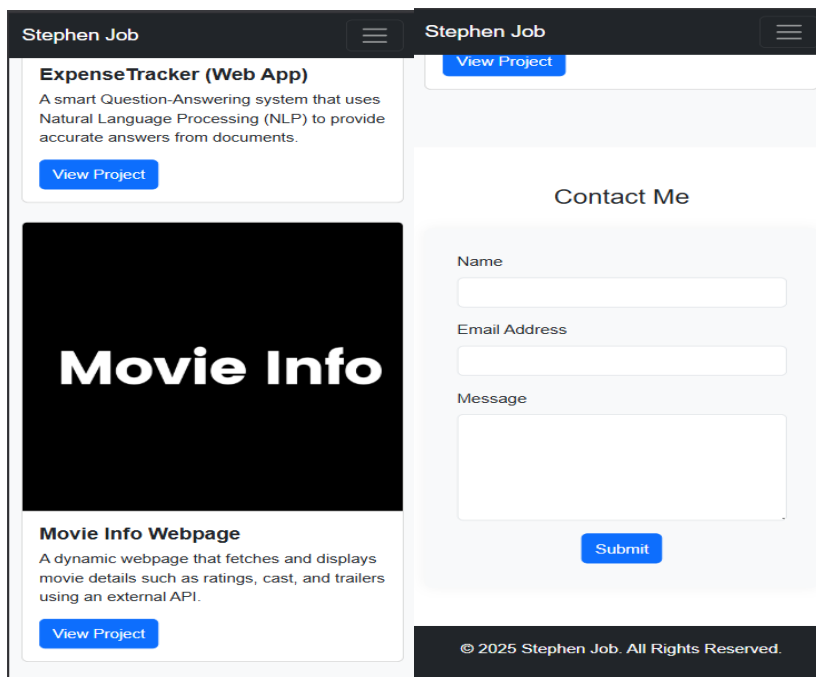 Stephen Job
ExpenseTracker (Web App)
A smart Question-Answering system that uses
Natural Language Processing (NLP) to provide
accurate answers from documents.
View Project
Movie Info
Movie Info Webpage
A dynamic webpage that fetches and displays
movie details such as ratings, cast, and trailers
using an external API.
View Project
Stephen Job
View Project
Contact Me
Name
Email Address
Message
Submit
© 2025 Stephen Job. All Rights Reserved.